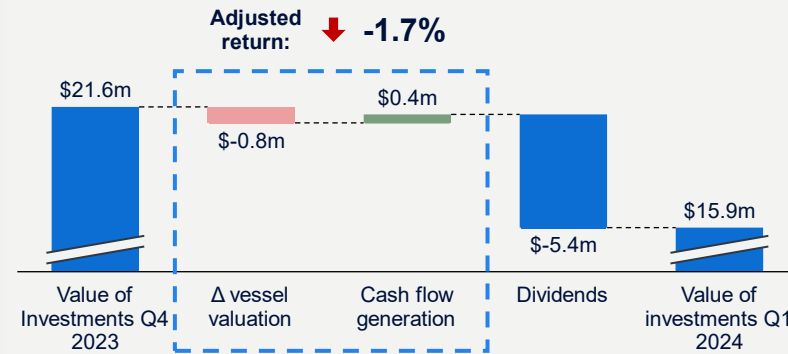 Adjusted
return:
-1.7%
$21.6m
$-0.8m
$0.4m
$-5.4m
$15.9m
Value of
Investments Q4
2023
Δ vessel
valuation
Cash flow
generation
Dividends
Value of
investments Q1
2024